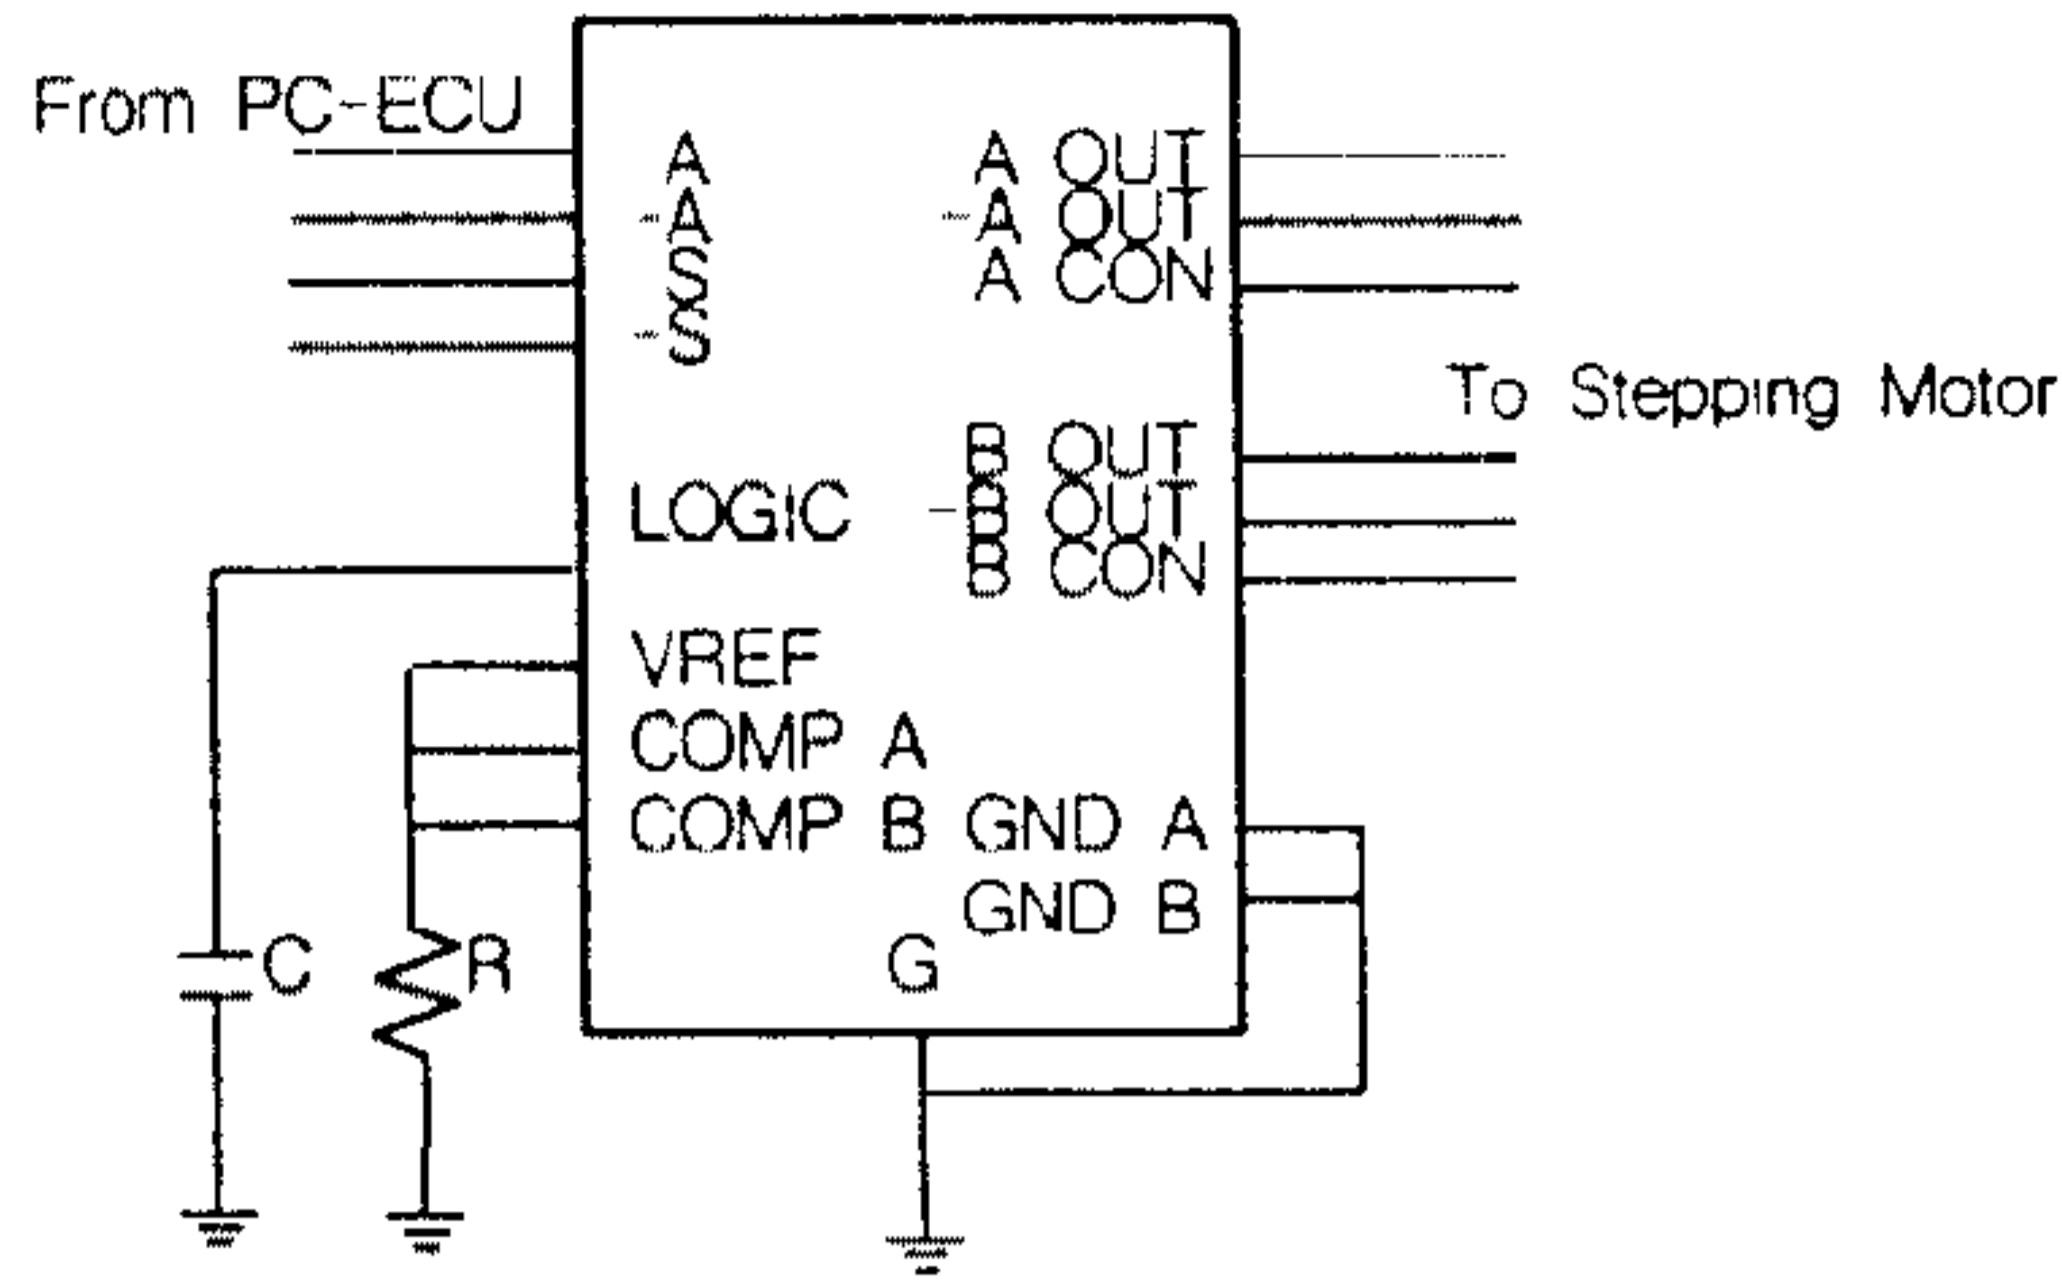 From PC-ECU
A
-A
S
-S
A OUT
-A OUT
A CON
To Stepping Motor
B OUT
-B OUT
B CON
LOGIC
VREF
COMP A
COMP B
GND A
GND B
G
C
R